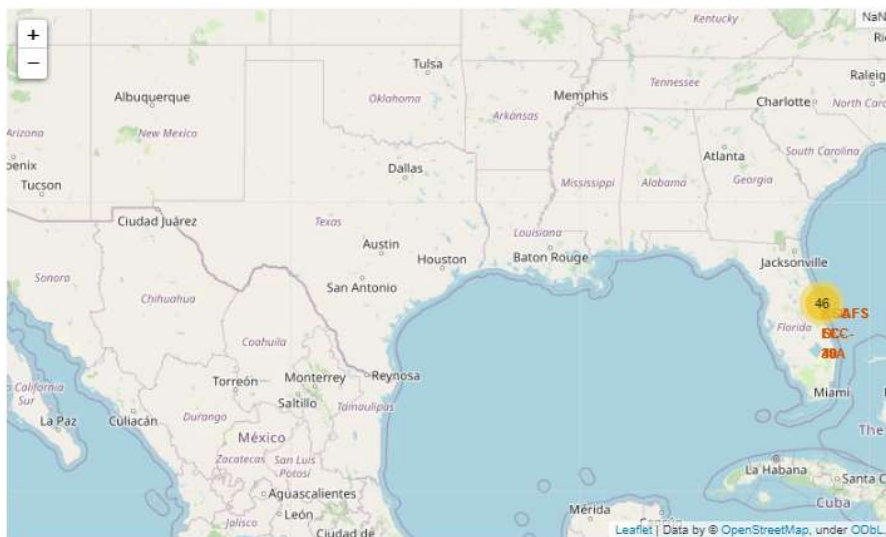 +
−
NaN
Kentucky
Tulsa
Albuquerque
Oklahoma
Memphis
Tennessee
Raleig
Charlotte
North Caro
Arizona
New Mexico
Arkansas
oenix
Tucson
Dallas
Atlanta
South Carolina
Mississippi
Alabama
Georgia
Ciudad Juárez
Texas
Louisiana
Austin
Houston
Baton Rouge
Jacksonville
Sonora
San Antonio
Chihuahua
46
Florida
Coahuila
Torreón
Monterrey
Reynosa
Saltillo
Miami
a California
Sur
La Paz
Culiacán
Durango
Tamaulipas
México
The
Zacatecas
San Luis
Potosí
La Habana
Santa C
Aguascalientes
Cuba
León
Mérida
Jalisco
Ciudad de
Leaflet | Data by © OpenStreetMap, under ODbL.